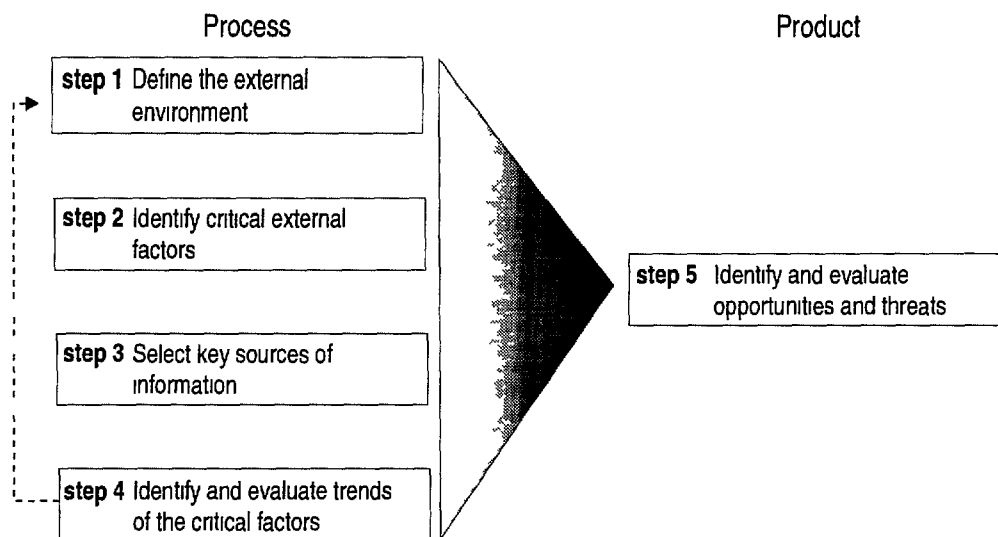 Process
Product
step 1 Define the external
environment
step 2 Identify critical external
factors
step 3 Select key sources of
information
step 4 Identify and evaluate trends
of the critical factors
step 5 Identify and evaluate
opportunities and threats